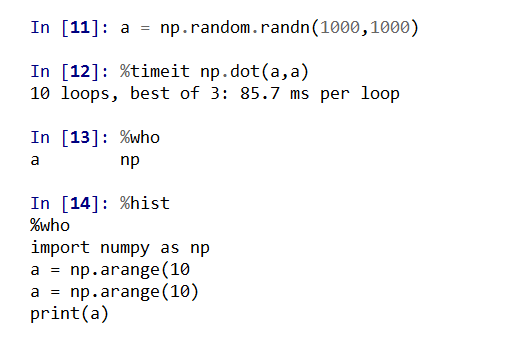 In [11]: a = np.random.randn(1000,1000)
In [12]: %timeit np.dot(a,a)
10 loops, best of 3: 85.7 ms per loop
In [13]: %who
a        np
In [14]: %hist
%who
import numpy as np
a = np.arange(10
a = np.arange(10)
print(a)